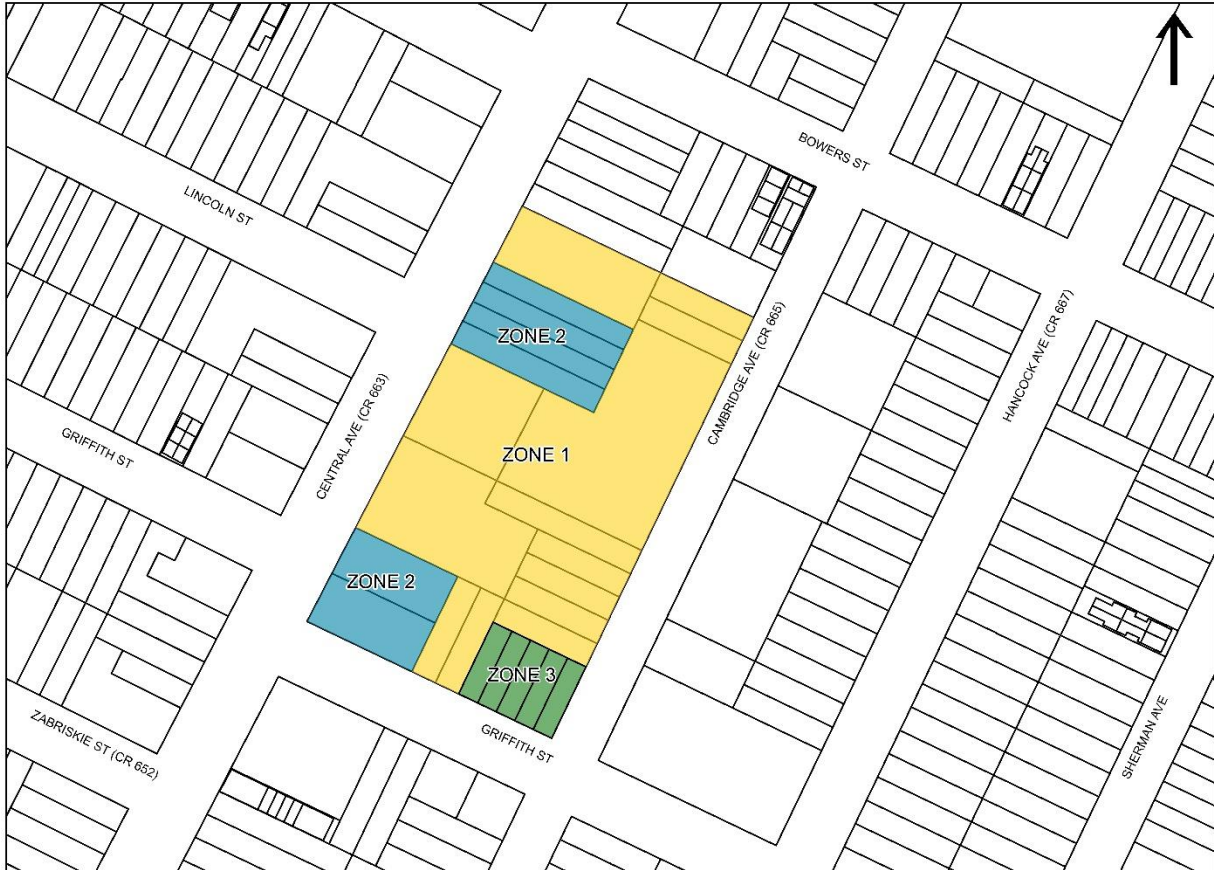 BOWERS ST
LINCOLN ST
ZONE 2
CAMBRIDGE AVE (CR 665)
HANCOCK AVE (CR 667)
CENTRAL AVE (CR 663)
GRIFFITH ST
ZONE 1
ZONE 2
ZONE 3
GRIFFITH ST
ZABRISKIE ST (CR 652)
SHERMAN AVE